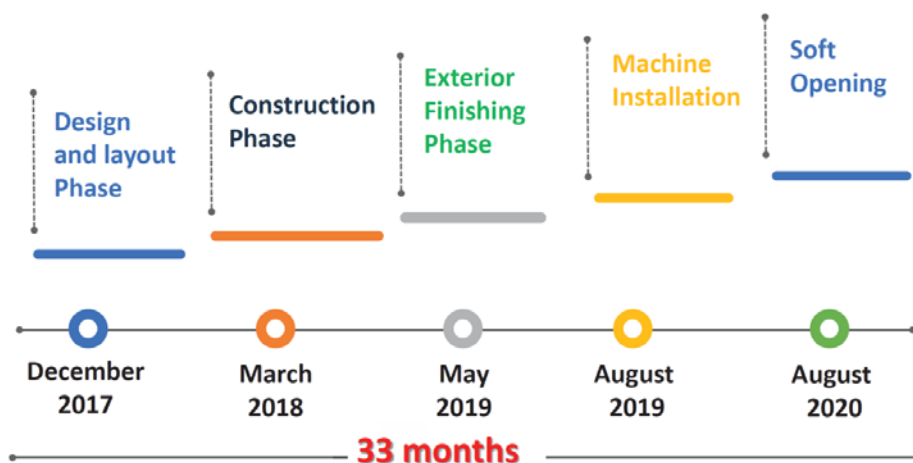 Design
and layout
Phase
Construction
Phase
Exterior
Finishing
Phase
Machine
Installation
Soft
Opening
December
2017
March
2018
May
2019
August
2019
August
2020
33 months